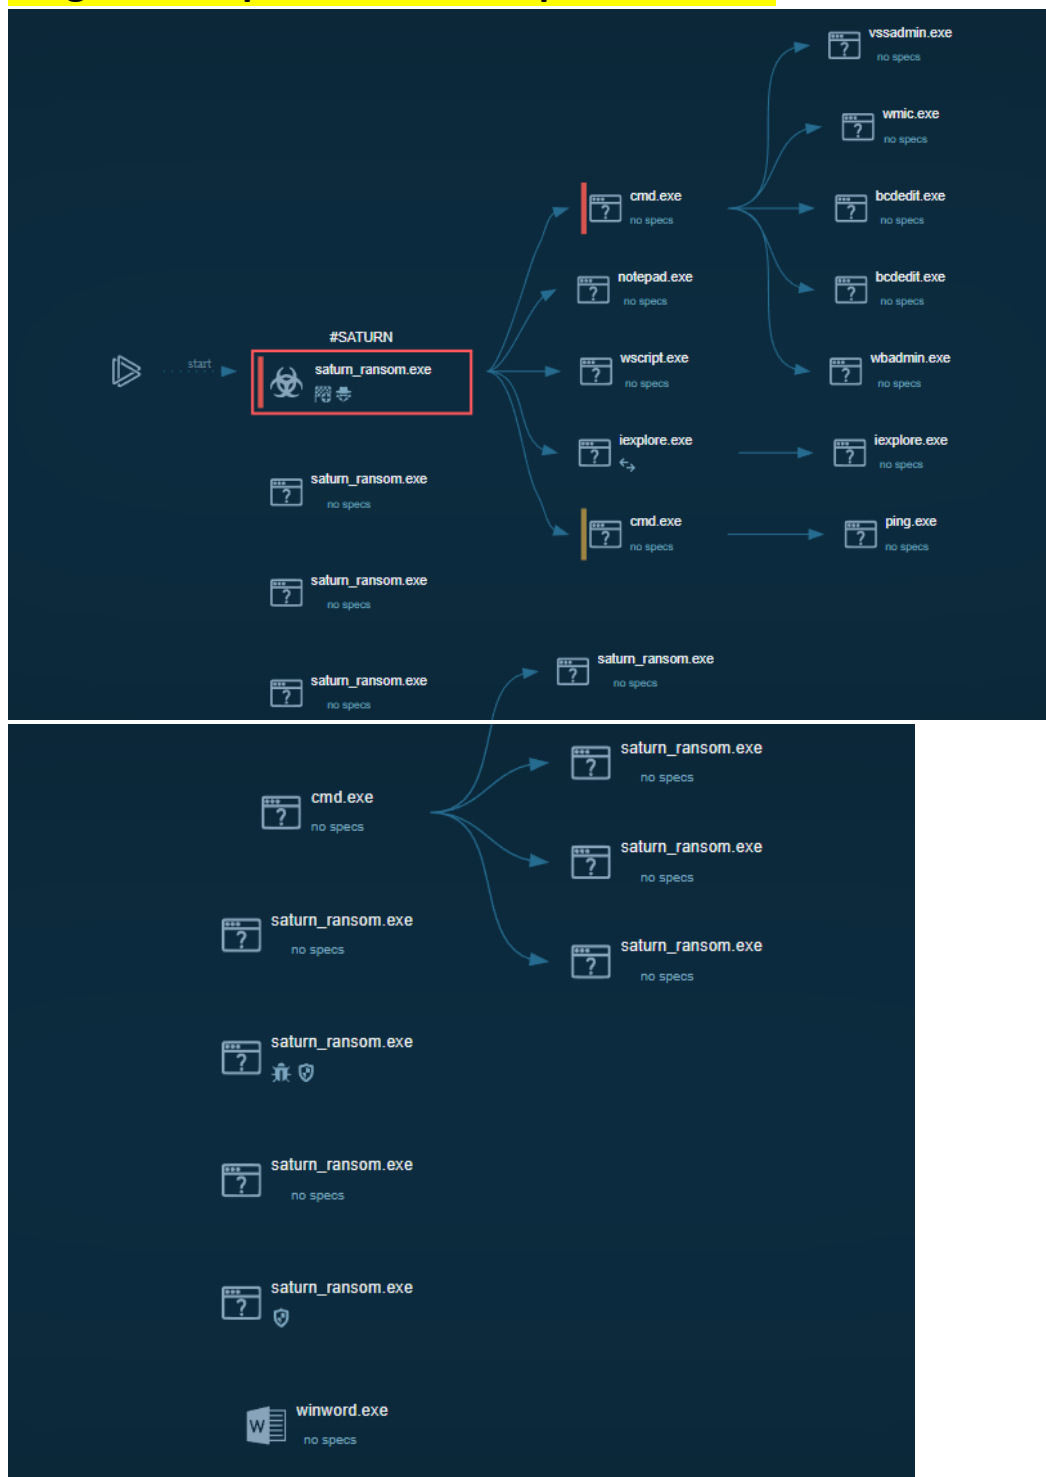 vssadmin.exe
no specs
wmic.exe
no specs
cmd.exe
no specs
bcdedit.exe
no specs
notepad.exe
no specs
bcdedit.exe
no specs
#SATURN
start
saturn_ransom.exe
wscript.exe
no specs
wbadmin.exe
no specs
iexplore.exe
iexplore.exe
no specs
saturn_ransom.exe
no specs
cmd.exe
no specs
ping.exe
no specs
saturn_ransom.exe
no specs
saturn_ransom.exe
no specs
saturn_ransom.exe
no specs
saturn_ransom.exe
no specs
cmd.exe
no specs
saturn_ransom.exe
no specs
saturn_ransom.exe
no specs
saturn_ransom.exe
no specs
saturn_ransom.exe
saturn_ransom.exe
no specs
saturn_ransom.exe
W
winword.exe
no specs